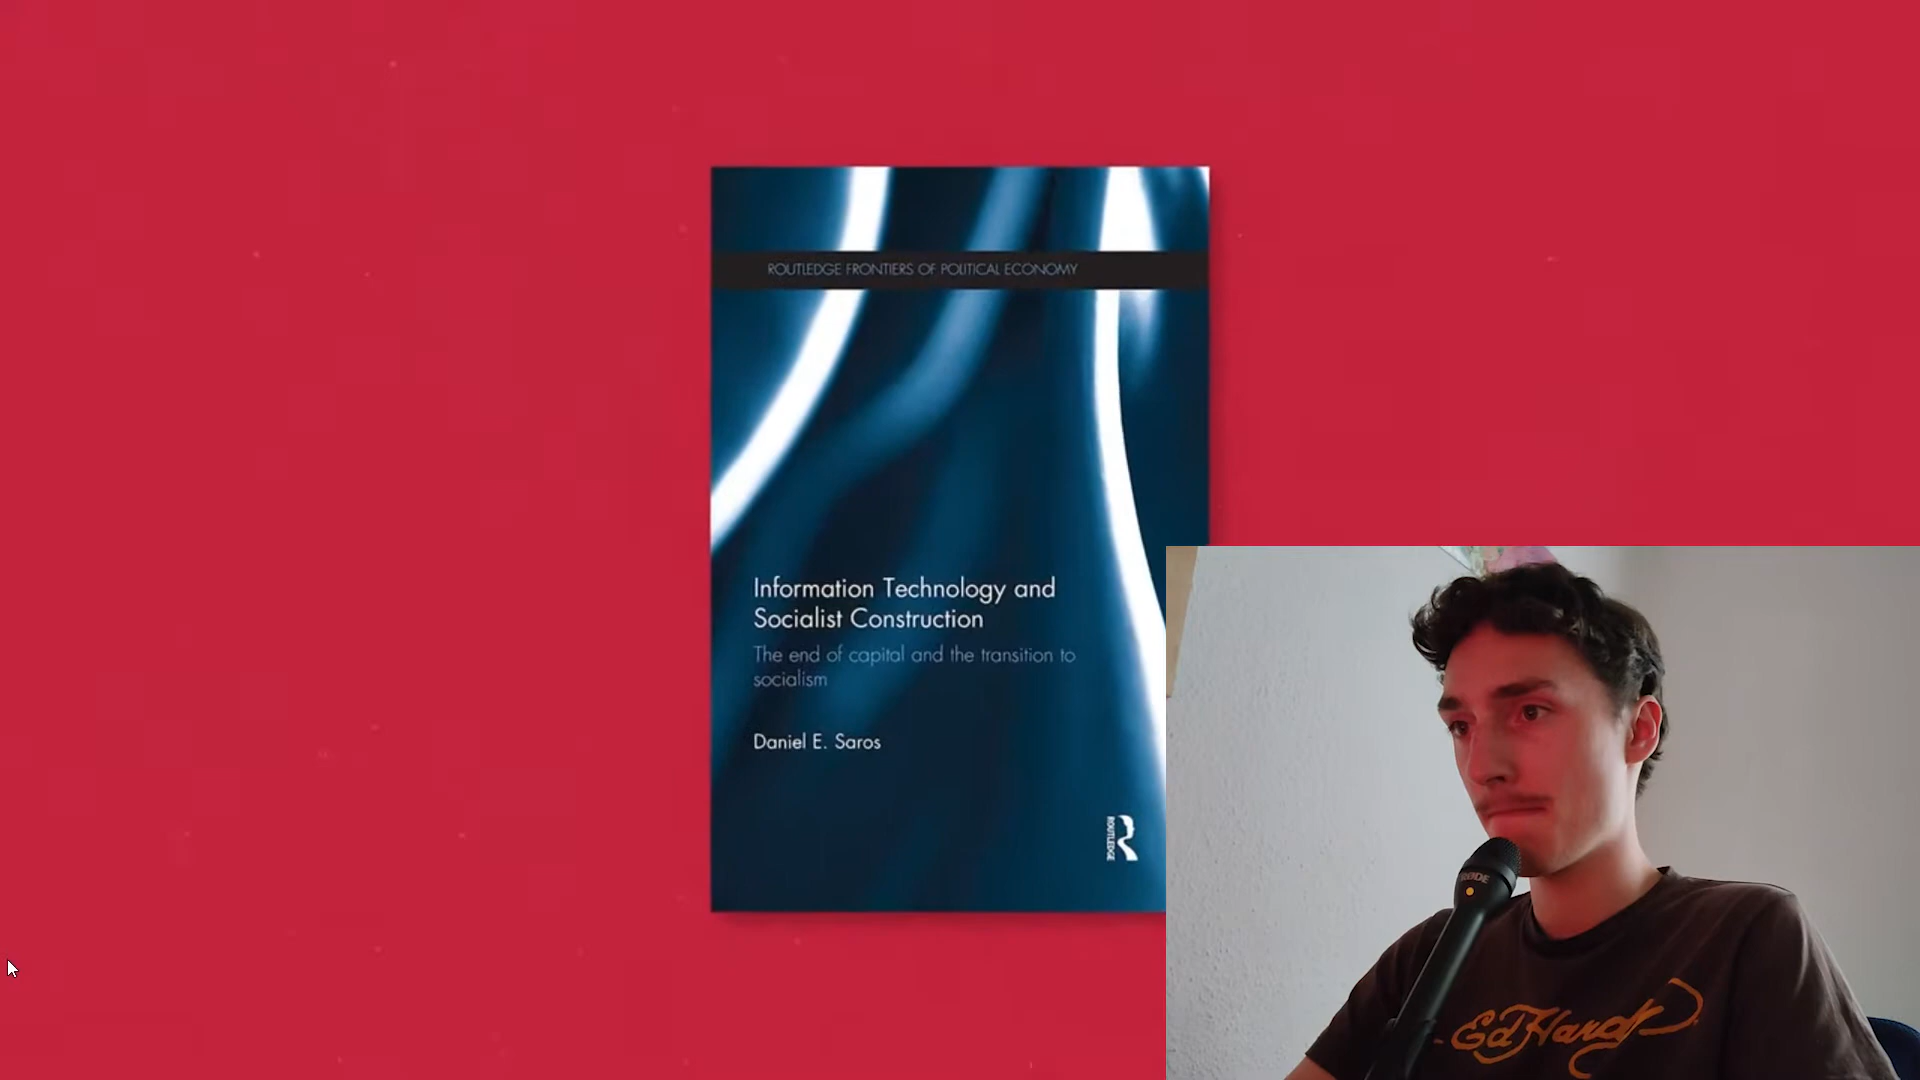 ROUTLEDGE FRONTIERS OF POLITICAL ECONOMY
Information Technology and
Socialist Construction
The end of capital and the transition to
socialism
Daniel E. Saros
ROUTLEDGE
RØDE
Ed Hardy